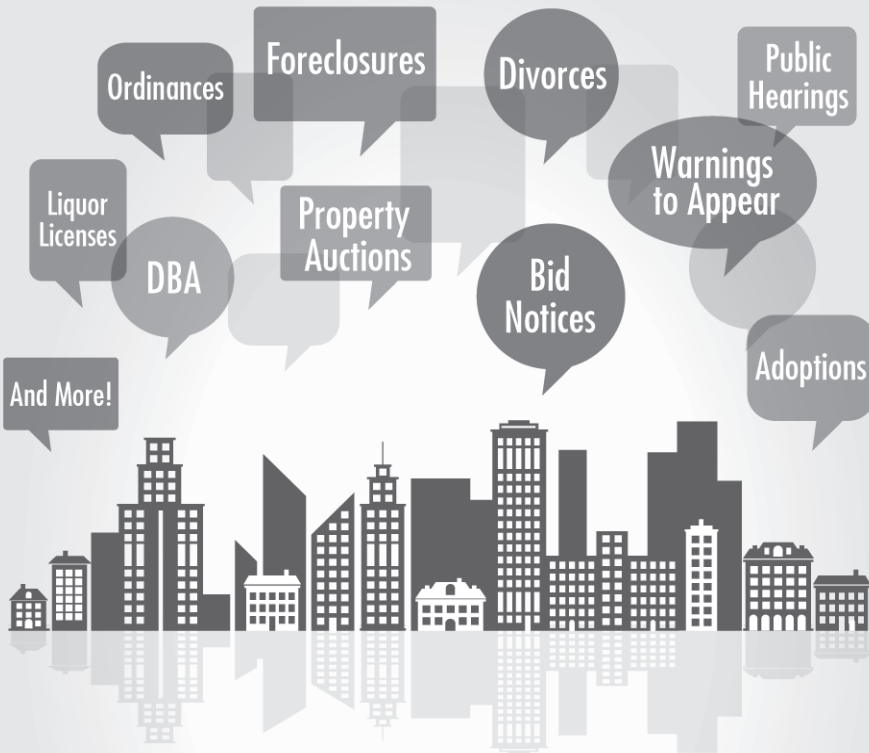 Ordinances
Foreclosures
Divorces
Public
Hearings
Liquor
Licenses
DBA
Property
Auctions
Warnings
to Appear
Bid
Notices
And More!
Adoptions